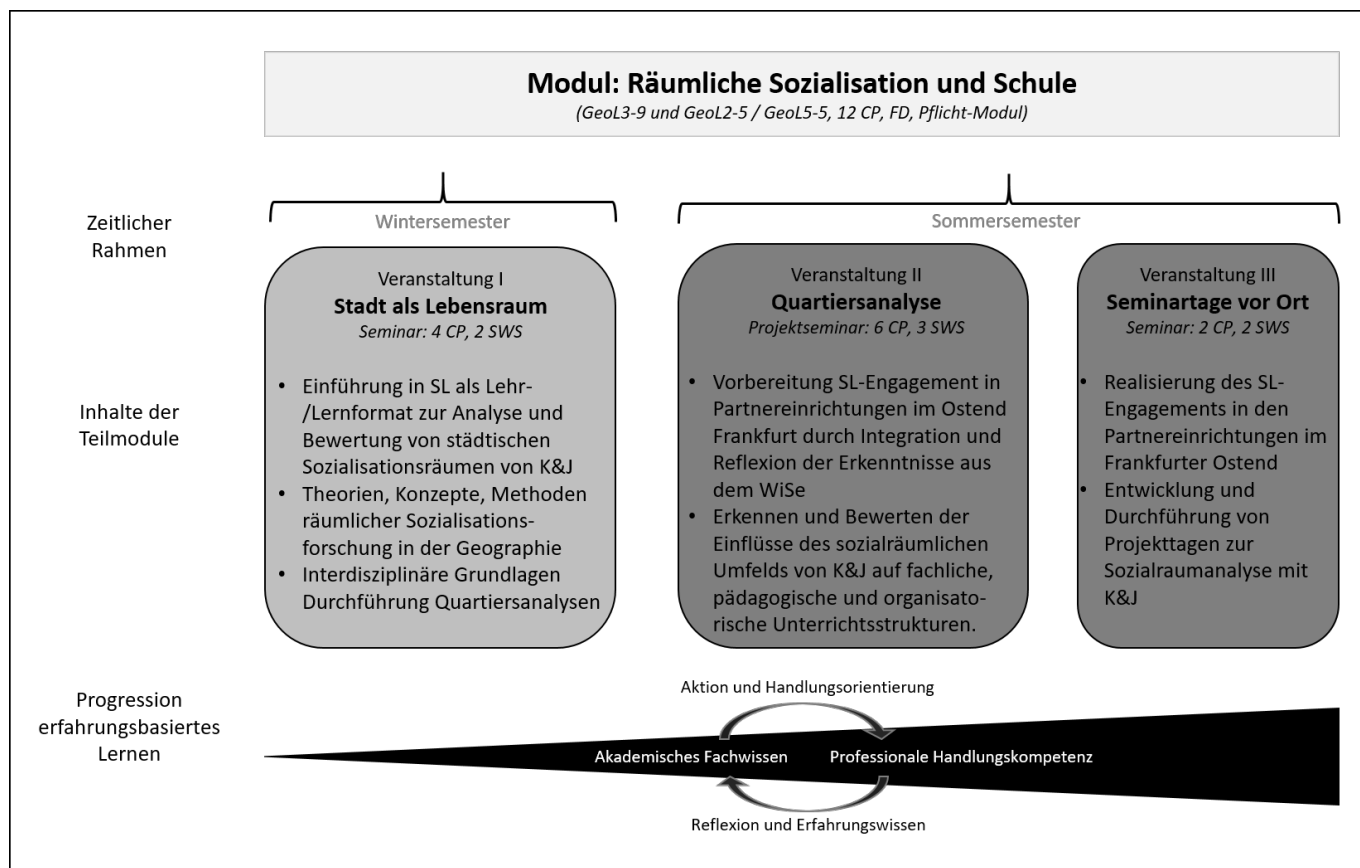 Modul: Räumliche Sozialisation und Schule
(GeoL3-9 und GeoL2-5 / GeoL5-5, 12 CP, FD, Pflicht-Modul)
Zeitlicher
Rahmen
Wintersemester
Sommersemester
Veranstaltung I
Stadt als Lebensraum
Seminar: 4 CP, 2 SWS
Veranstaltung II
Quartiersanalyse
Projektseminar: 6 CP, 3 SWS
Veranstaltung III
Seminartage vor Ort
Seminar: 2 CP, 2 SWS
Inhalte der
Teilmodule
• Einführung in SL als Lehr-
/Lernformat zur Analyse und
Bewertung von städtischen
Sozialisationsräumen von K&J
• Theorien, Konzepte, Methoden
räumlicher Sozialisations-
forschung in der Geographie
• Interdisziplinäre Grundlagen
Durchführung Quartiersanalysen
• Vorbereitung SL-Engagement in
Partnereinrichtungen im Ostend
Frankfurt durch Integration und
Reflexion der Erkenntnisse aus
dem WiSe
• Erkennen und Bewerten der
Einflüsse des sozialräumlichen
Umfelds von K&J auf fachliche,
pädagogische und organisato-
rische Unterrichtsstrukturen.
• Realisierung des SL-
Engagements in den
Partnereinrichtungen im
Frankfurter Ostend
• Entwicklung und
Durchführung von
Projekttagen zur
Sozialraumanalyse mit
K&J
Progression
erfahrungsbasiertes
Lernen
Aktion und Handlungsorientierung
Akademisches Fachwissen
Professionale Handlungskompetenz
Reflexion und Erfahrungswissen